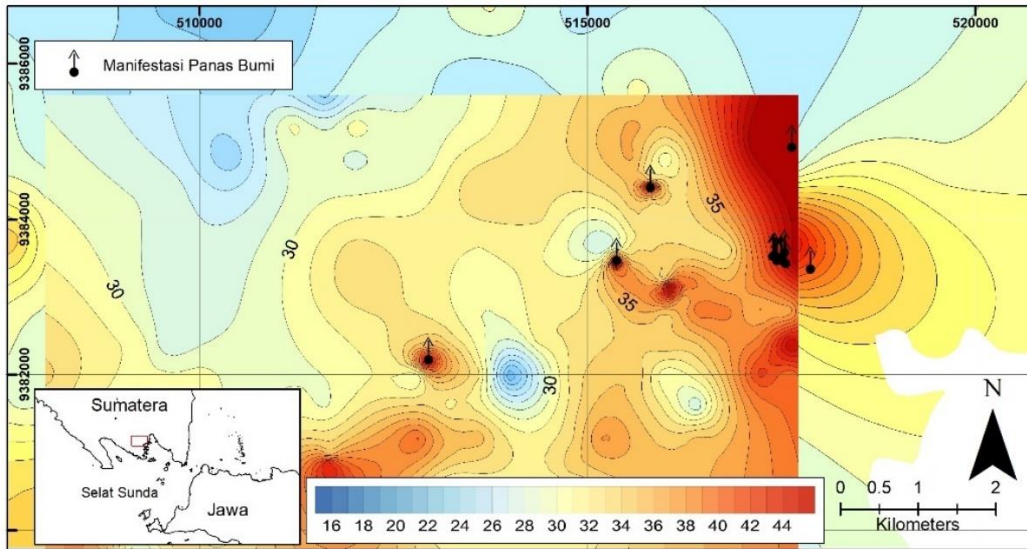 510000
515000
520000
9386000
Manifestasi Panas Bumi
9384000
35
30
30
35
9382000
30
Sumatera
Selat Sunda
Jawa
N
16 18 20 22 24 26 28 30 32 34 36 38 40 42 44
0 0.5 1 2
Kilometers